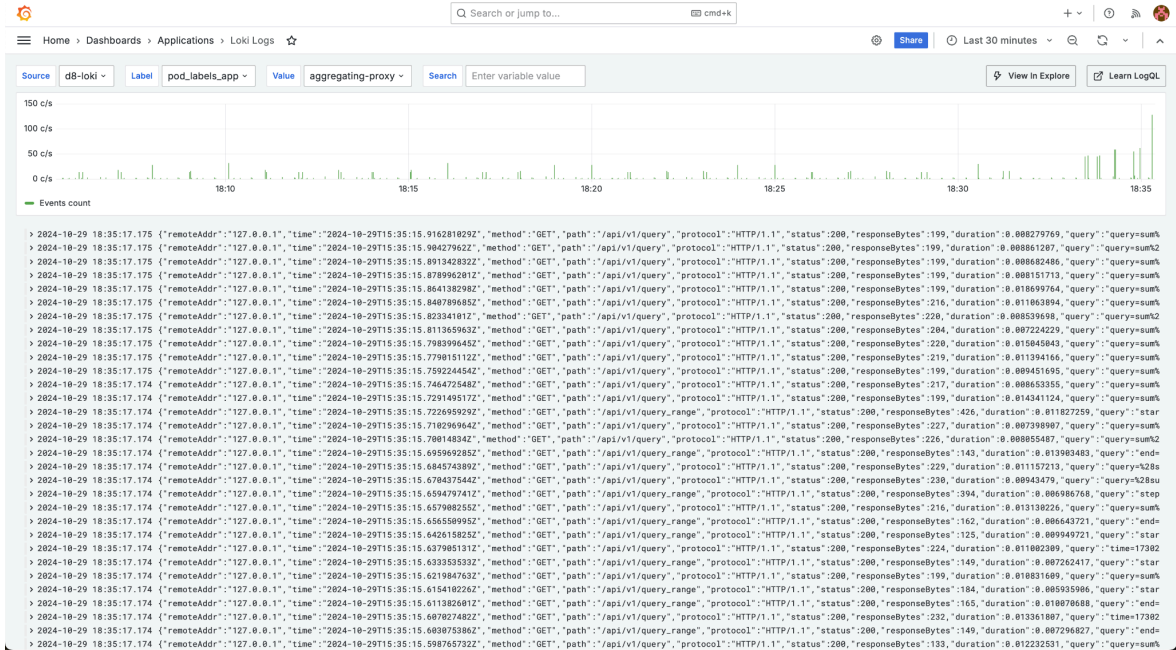 Search or jump to... cmd+k
Home › Dashboards › Applications › Loki Logs Share Last 30 minutes
Source d8-loki Label pod_labels_app Value aggregating-proxy Search Enter variable value View in Explore Learn LogQL
150 c/s
100 c/s
50 c/s
0 c/s
18:10 18:15 18:20 18:25 18:30 18:35
Events count
> 2024-10-29 18:35:17.175 {"remoteAddr":"127.0.0.1","time":"2024-10-29T15:35:15.916281029Z","method":"GET","path":"/api/v1/query","protocol":"HTTP/1.1","status":200,"responseBytes":199,"duration":0.008279769,"query":"query=sum%
> 2024-10-29 18:35:17.175 {"remoteAddr":"127.0.0.1","time":"2024-10-29T15:35:15.90427962Z","method":"GET","path":"/api/v1/query","protocol":"HTTP/1.1","status":200,"responseBytes":199,"duration":0.008861207,"query":"query=sum%2
> 2024-10-29 18:35:17.175 {"remoteAddr":"127.0.0.1","time":"2024-10-29T15:35:15.891342832Z","method":"GET","path":"/api/v1/query","protocol":"HTTP/1.1","status":200,"responseBytes":199,"duration":0.008682486,"query":"query=sum%
> 2024-10-29 18:35:17.175 {"remoteAddr":"127.0.0.1","time":"2024-10-29T15:35:15.878996201Z","method":"GET","path":"/api/v1/query","protocol":"HTTP/1.1","status":200,"responseBytes":199,"duration":0.008151713,"query":"query=sum%
> 2024-10-29 18:35:17.175 {"remoteAddr":"127.0.0.1","time":"2024-10-29T15:35:15.864138298Z","method":"GET","path":"/api/v1/query","protocol":"HTTP/1.1","status":200,"responseBytes":199,"duration":0.018699764,"query":"query=sum%
> 2024-10-29 18:35:17.175 {"remoteAddr":"127.0.0.1","time":"2024-10-29T15:35:15.840789685Z","method":"GET","path":"/api/v1/query","protocol":"HTTP/1.1","status":200,"responseBytes":216,"duration":0.011063894,"query":"query=sum%
> 2024-10-29 18:35:17.175 {"remoteAddr":"127.0.0.1","time":"2024-10-29T15:35:15.82334101Z","method":"GET","path":"/api/v1/query","protocol":"HTTP/1.1","status":200,"responseBytes":220,"duration":0.008539698,"query":"query=sum%2
> 2024-10-29 18:35:17.175 {"remoteAddr":"127.0.0.1","time":"2024-10-29T15:35:15.811365963Z","method":"GET","path":"/api/v1/query","protocol":"HTTP/1.1","status":200,"responseBytes":204,"duration":0.007224229,"query":"query=sum%
> 2024-10-29 18:35:17.175 {"remoteAddr":"127.0.0.1","time":"2024-10-29T15:35:15.798399645Z","method":"GET","path":"/api/v1/query","protocol":"HTTP/1.1","status":200,"responseBytes":220,"duration":0.015045043,"query":"query=sum%
> 2024-10-29 18:35:17.175 {"remoteAddr":"127.0.0.1","time":"2024-10-29T15:35:15.779015112Z","method":"GET","path":"/api/v1/query","protocol":"HTTP/1.1","status":200,"responseBytes":219,"duration":0.011394166,"query":"query=sum%
> 2024-10-29 18:35:17.175 {"remoteAddr":"127.0.0.1","time":"2024-10-29T15:35:15.759224454Z","method":"GET","path":"/api/v1/query","protocol":"HTTP/1.1","status":200,"responseBytes":199,"duration":0.009451695,"query":"query=sum%
> 2024-10-29 18:35:17.174 {"remoteAddr":"127.0.0.1","time":"2024-10-29T15:35:15.746472548Z","method":"GET","path":"/api/v1/query","protocol":"HTTP/1.1","status":200,"responseBytes":217,"duration":0.008653355,"query":"query=sum%
> 2024-10-29 18:35:17.174 {"remoteAddr":"127.0.0.1","time":"2024-10-29T15:35:15.729149517Z","method":"GET","path":"/api/v1/query","protocol":"HTTP/1.1","status":200,"responseBytes":199,"duration":0.014341124,"query":"query=sum%
> 2024-10-29 18:35:17.174 {"remoteAddr":"127.0.0.1","time":"2024-10-29T15:35:15.722695929Z","method":"GET","path":"/api/v1/query_range","protocol":"HTTP/1.1","status":200,"responseBytes":426,"duration":0.011827259,"query":"star
> 2024-10-29 18:35:17.174 {"remoteAddr":"127.0.0.1","time":"2024-10-29T15:35:15.710296964Z","method":"GET","path":"/api/v1/query","protocol":"HTTP/1.1","status":200,"responseBytes":227,"duration":0.007398907,"query":"query=sum%
> 2024-10-29 18:35:17.174 {"remoteAddr":"127.0.0.1","time":"2024-10-29T15:35:15.70014834Z","method":"GET","path":"/api/v1/query","protocol":"HTTP/1.1","status":200,"responseBytes":226,"duration":0.008055487,"query":"query=sum%2
> 2024-10-29 18:35:17.174 {"remoteAddr":"127.0.0.1","time":"2024-10-29T15:35:15.695969285Z","method":"GET","path":"/api/v1/query_range","protocol":"HTTP/1.1","status":200,"responseBytes":143,"duration":0.013903483,"query":"end=
> 2024-10-29 18:35:17.174 {"remoteAddr":"127.0.0.1","time":"2024-10-29T15:35:15.684574389Z","method":"GET","path":"/api/v1/query","protocol":"HTTP/1.1","status":200,"responseBytes":229,"duration":0.011157213,"query":"query=%28s
> 2024-10-29 18:35:17.174 {"remoteAddr":"127.0.0.1","time":"2024-10-29T15:35:15.670437544Z","method":"GET","path":"/api/v1/query","protocol":"HTTP/1.1","status":200,"responseBytes":230,"duration":0.00943479,"query":"query=%28su
> 2024-10-29 18:35:17.174 {"remoteAddr":"127.0.0.1","time":"2024-10-29T15:35:15.659479741Z","method":"GET","path":"/api/v1/query_range","protocol":"HTTP/1.1","status":200,"responseBytes":394,"duration":0.006986768,"query":"step
> 2024-10-29 18:35:17.174 {"remoteAddr":"127.0.0.1","time":"2024-10-29T15:35:15.657908255Z","method":"GET","path":"/api/v1/query","protocol":"HTTP/1.1","status":200,"responseBytes":216,"duration":0.013130226,"query":"query=sum%
> 2024-10-29 18:35:17.174 {"remoteAddr":"127.0.0.1","time":"2024-10-29T15:35:15.656550995Z","method":"GET","path":"/api/v1/query_range","protocol":"HTTP/1.1","status":200,"responseBytes":162,"duration":0.006643721,"query":"end=
> 2024-10-29 18:35:17.174 {"remoteAddr":"127.0.0.1","time":"2024-10-29T15:35:15.642615825Z","method":"GET","path":"/api/v1/query_range","protocol":"HTTP/1.1","status":200,"responseBytes":125,"duration":0.009949721,"query":"star
> 2024-10-29 18:35:17.174 {"remoteAddr":"127.0.0.1","time":"2024-10-29T15:35:15.637905131Z","method":"GET","path":"/api/v1/query","protocol":"HTTP/1.1","status":200,"responseBytes":224,"duration":0.011002309,"query":"time=17302
> 2024-10-29 18:35:17.174 {"remoteAddr":"127.0.0.1","time":"2024-10-29T15:35:15.633353533Z","method":"GET","path":"/api/v1/query_range","protocol":"HTTP/1.1","status":200,"responseBytes":149,"duration":0.007262417,"query":"star
> 2024-10-29 18:35:17.174 {"remoteAddr":"127.0.0.1","time":"2024-10-29T15:35:15.621984763Z","method":"GET","path":"/api/v1/query","protocol":"HTTP/1.1","status":200,"responseBytes":199,"duration":0.010831609,"query":"query=sum%
> 2024-10-29 18:35:17.174 {"remoteAddr":"127.0.0.1","time":"2024-10-29T15:35:15.615410226Z","method":"GET","path":"/api/v1/query_range","protocol":"HTTP/1.1","status":200,"responseBytes":184,"duration":0.005935906,"query":"star
> 2024-10-29 18:35:17.174 {"remoteAddr":"127.0.0.1","time":"2024-10-29T15:35:15.611382601Z","method":"GET","path":"/api/v1/query_range","protocol":"HTTP/1.1","status":200,"responseBytes":165,"duration":0.010070688,"query":"end=
> 2024-10-29 18:35:17.174 {"remoteAddr":"127.0.0.1","time":"2024-10-29T15:35:15.607027482Z","method":"GET","path":"/api/v1/query","protocol":"HTTP/1.1","status":200,"responseBytes":232,"duration":0.013361807,"query":"time=17302
> 2024-10-29 18:35:17.174 {"remoteAddr":"127.0.0.1","time":"2024-10-29T15:35:15.603075386Z","method":"GET","path":"/api/v1/query_range","protocol":"HTTP/1.1","status":200,"responseBytes":149,"duration":0.007296827,"query":"end=
> 2024-10-29 18:35:17.174 {"remoteAddr":"127.0.0.1","time":"2024-10-29T15:35:15.598765732Z","method":"GET","path":"/api/v1/query","protocol":"HTTP/1.1","status":200,"responseBytes":133,"duration":0.012232531,"query":"query=sum%